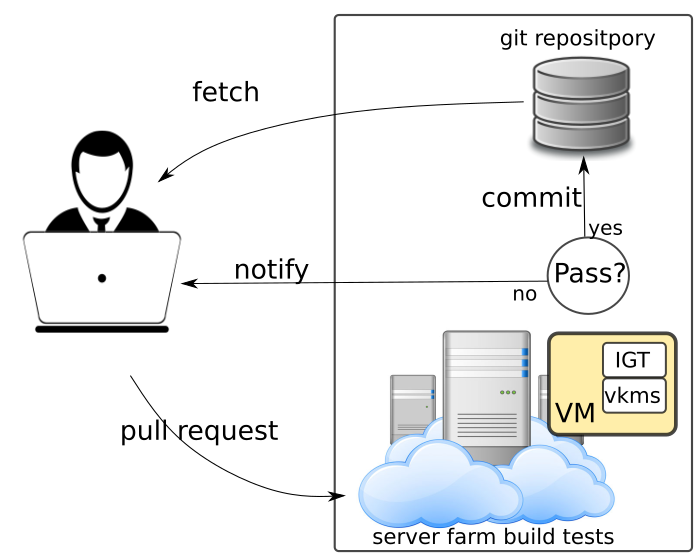 git repositpory
fetch
commit
yes
Pass?
notify
no
IGT
vkms
VM
pull request
server farm build tests